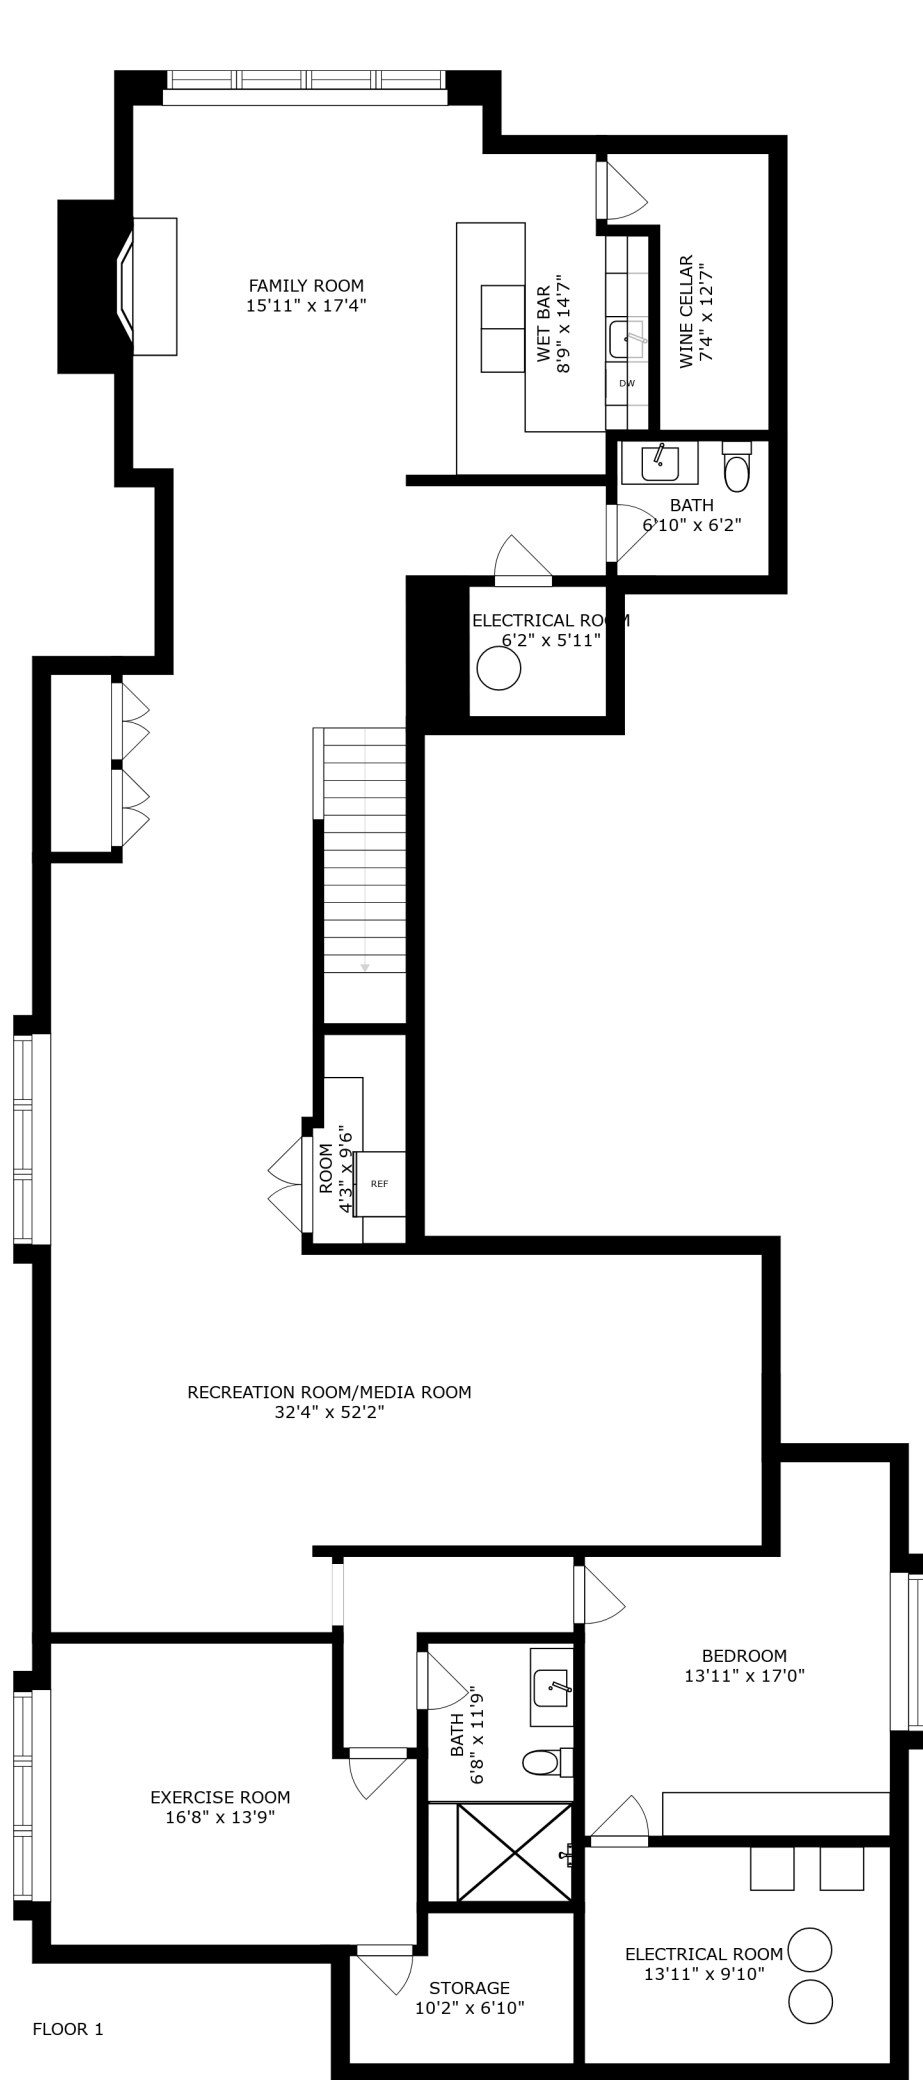 FAMILY ROOM
15'11" x 17'4"
WET BAR
8'9" x 14'7"
WINE CELLAR
7'4" x 12'7"
DW
BATH
6'10" x 6'2"
ELECTRICAL ROOM
6'2" x 5'11"
ROOM
4'3" x 9'6"
REF
RECREATION ROOM/MEDIA ROOM
32'4" x 52'2"
BEDROOM
13'11" x 17'0"
BATH
6'8" x 11'9"
EXERCISE ROOM
16'8" x 13'9"
ELECTRICAL ROOM
13'11" x 9'10"
STORAGE
10'2" x 6'10"
FLOOR 1